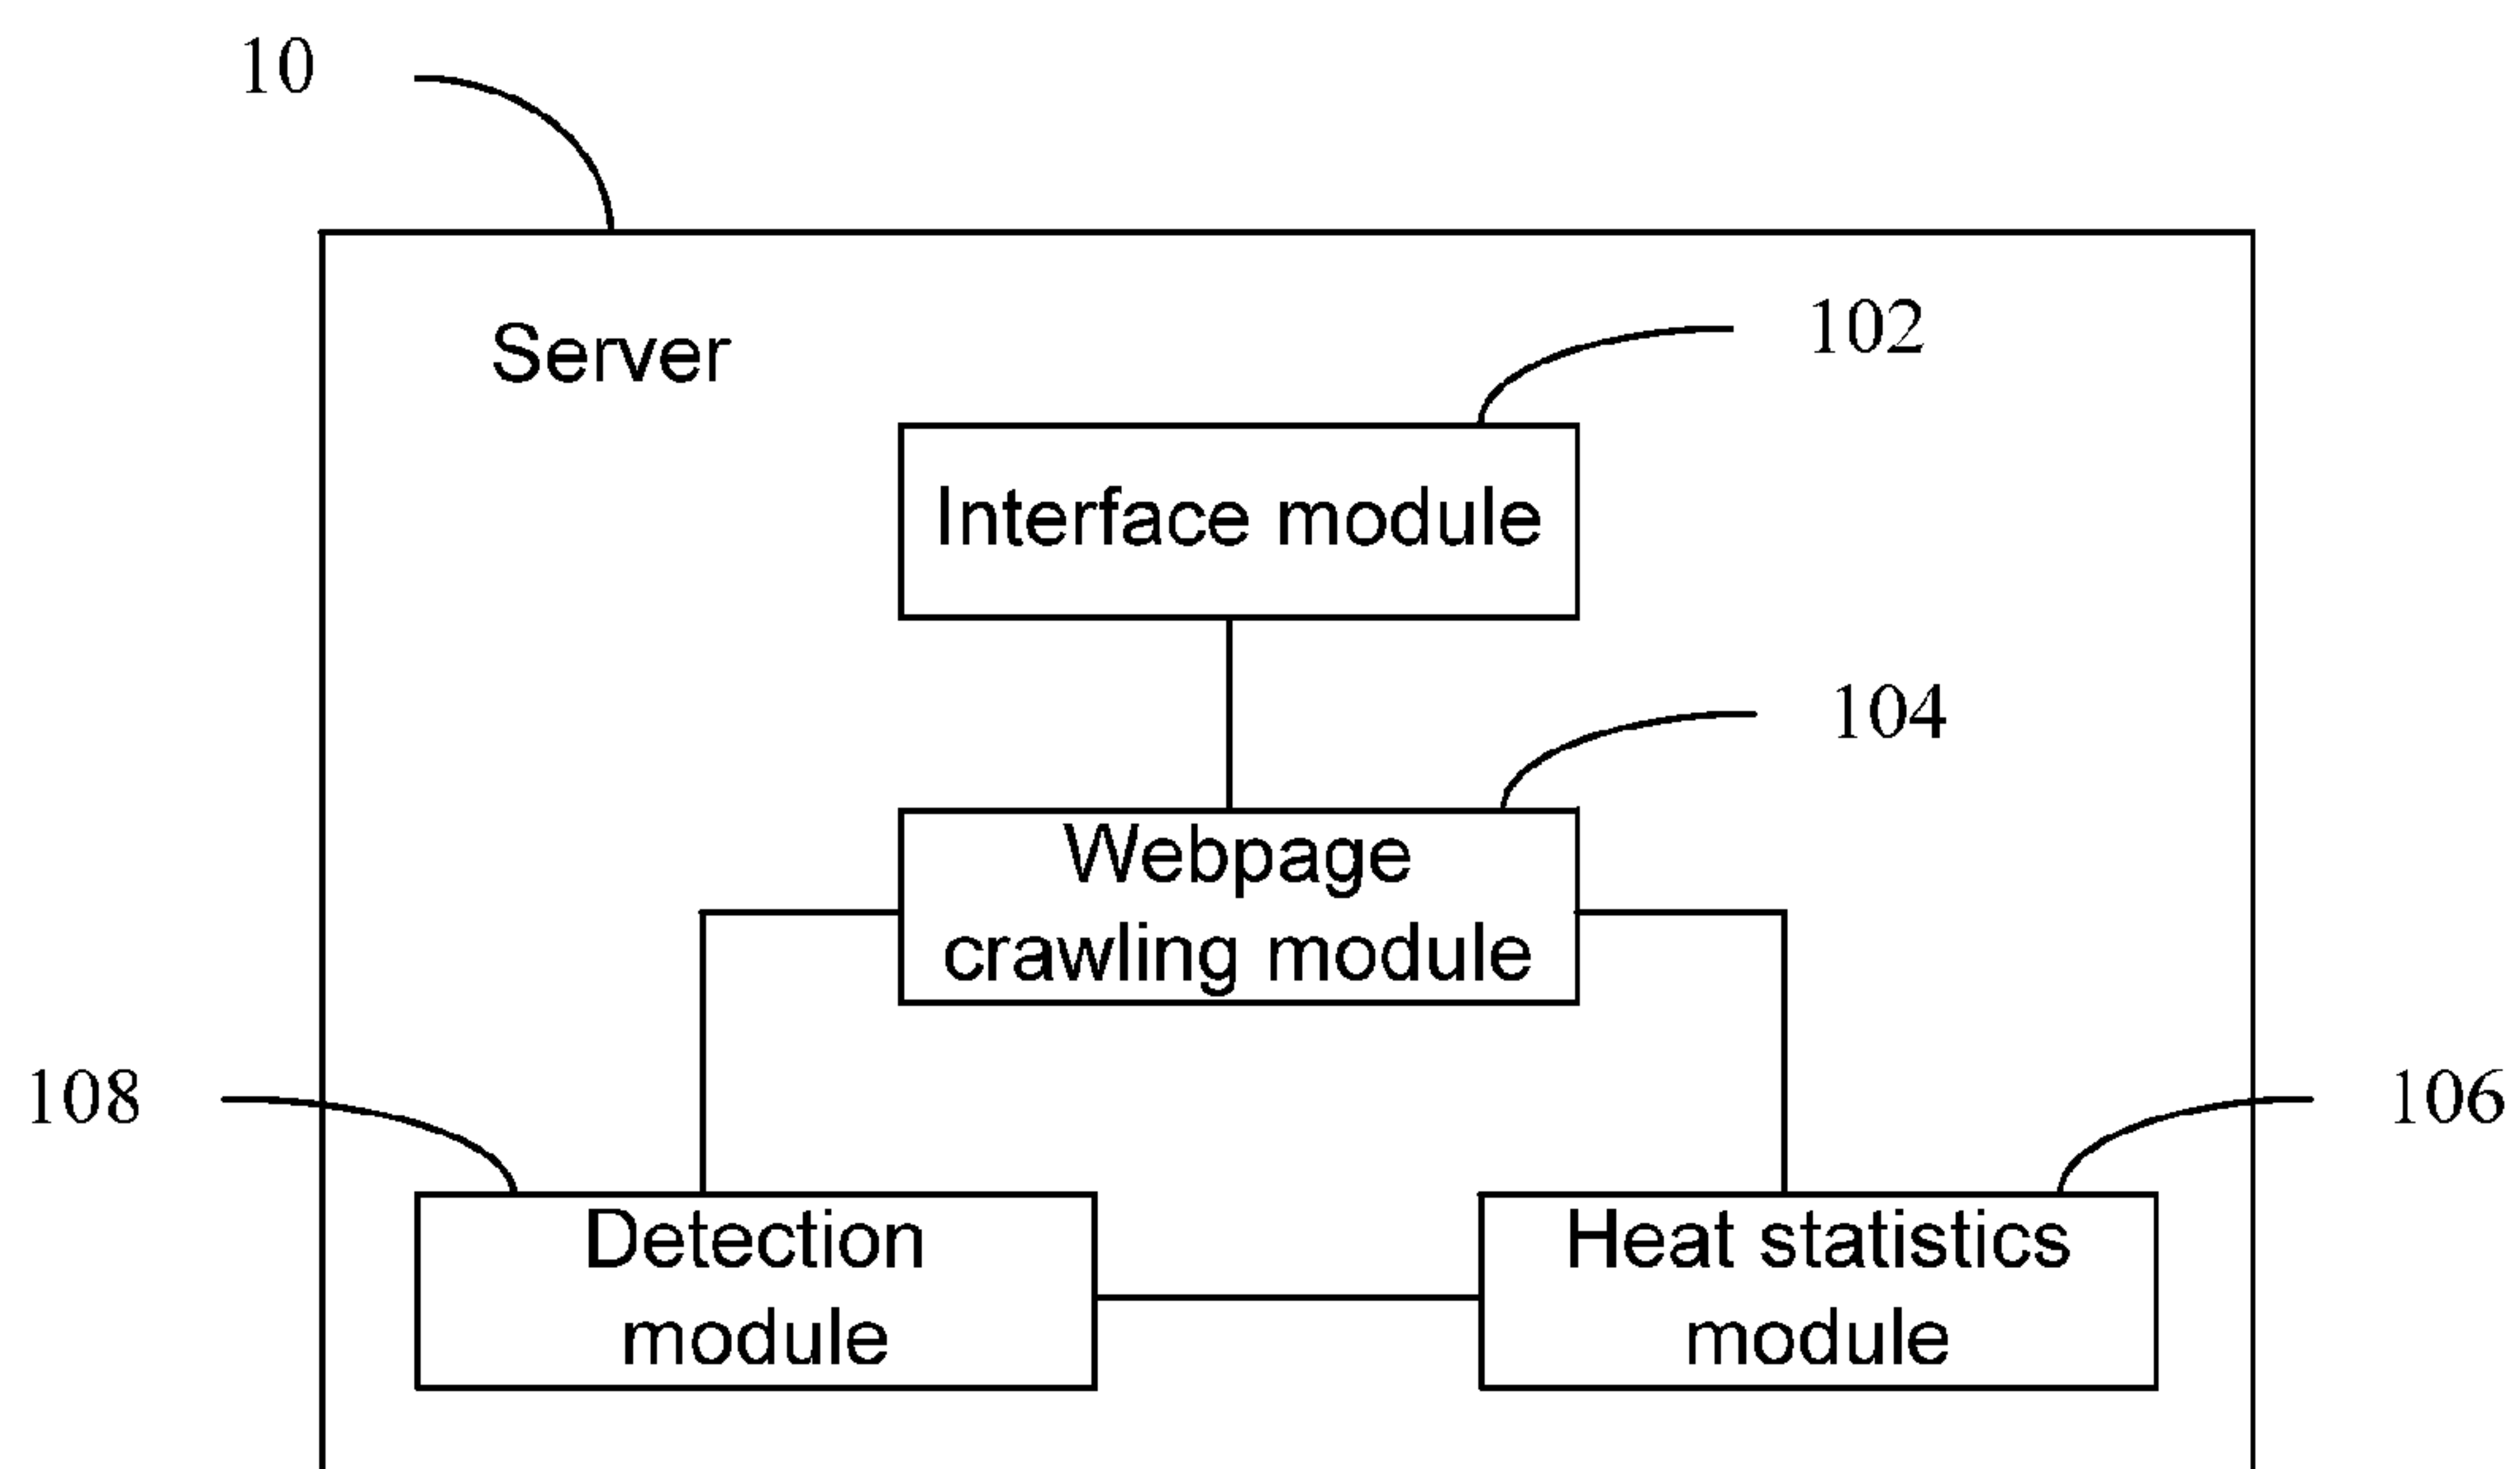 10
Server
102
Interface module
104
Webpage
crawling module
108
106
Detection
module
Heat statistics
module